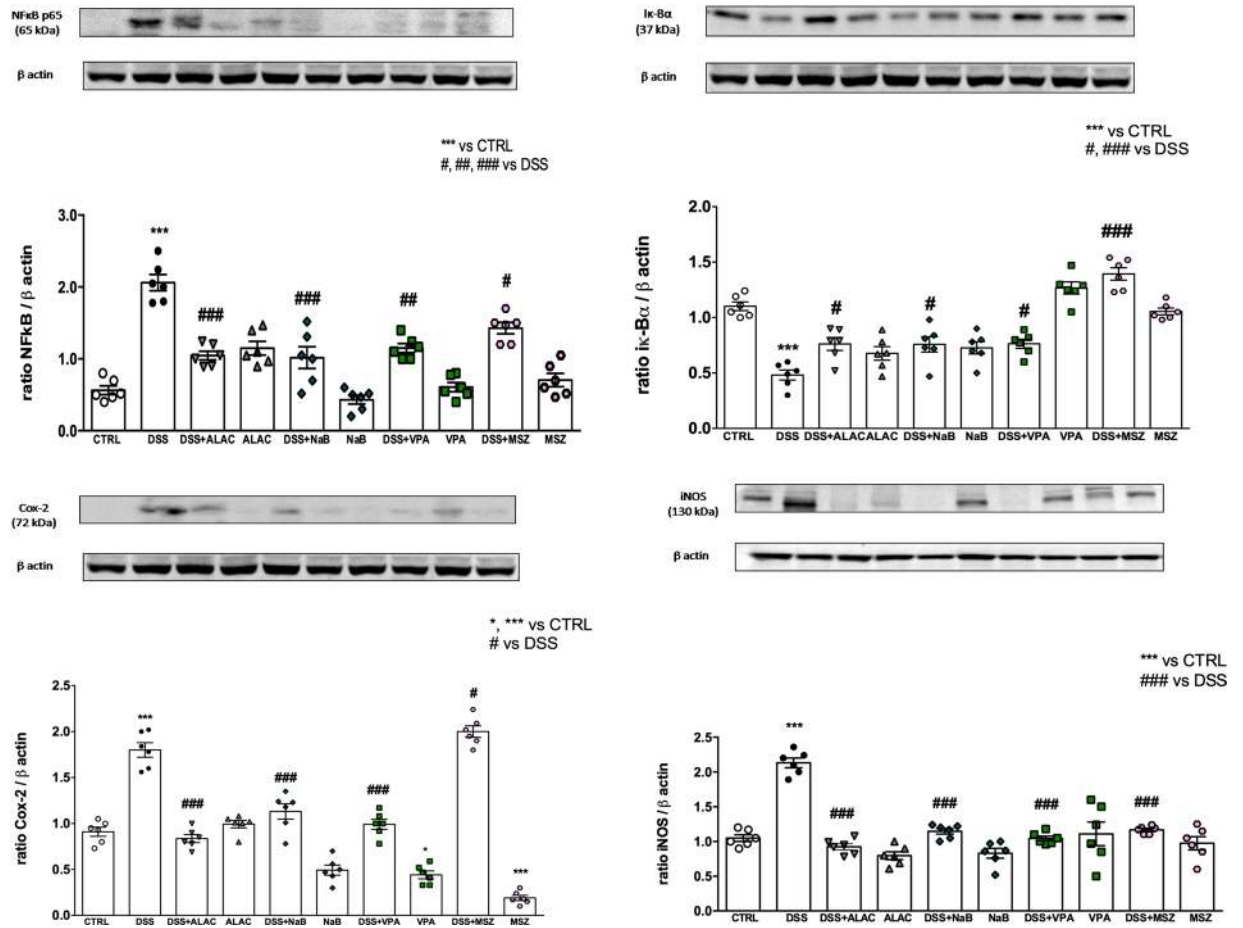 NFκB p65
(65 kDa)
β actin
*** vs CTRL
#, ##, ### vs DSS
ratio NFκB / β actin
3.0
2.0
1.0
0.0
***
###
###
##
#
CTRL DSS DSS+ALAC ALAC DSS+NaB NaB DSS+VPA VPA DSS+MSZ MSZ
Iκ-Bα
(37 kDa)
β actin
*** vs CTRL
#, ### vs DSS
ratio iκ-Bα / β actin
2.0
1.5
1.0
0.5
0.0
***
#
#
#
###
CTRL DSS DSS+ALACALAC DSS+NaB NaB DSS+VPA VPA DSS+MSZ MSZ
Cox-2
(72 kDa)
β actin
*, *** vs CTRL
# vs DSS
ratio Cox-2 / β actin
2.5
2.0
1.5
1.0
0.5
0.0
***
###
###
###
*
#
***
CTRL DSS DSS+ALAC ALAC DSS+NaB NaB DSS+VPA VPA DSS+MSZ MSZ
iNOS
(130 kDa)
β actin
*** vs CTRL
### vs DSS
ratio iNOS / β actin
2.5
2.0
1.5
1.0
0.5
0.0
***
###
###
###
###
CTRL DSS DSS+ALAC ALAC DSS+NaB NaB DSS+VPA VPA DSS+MSZ MSZ